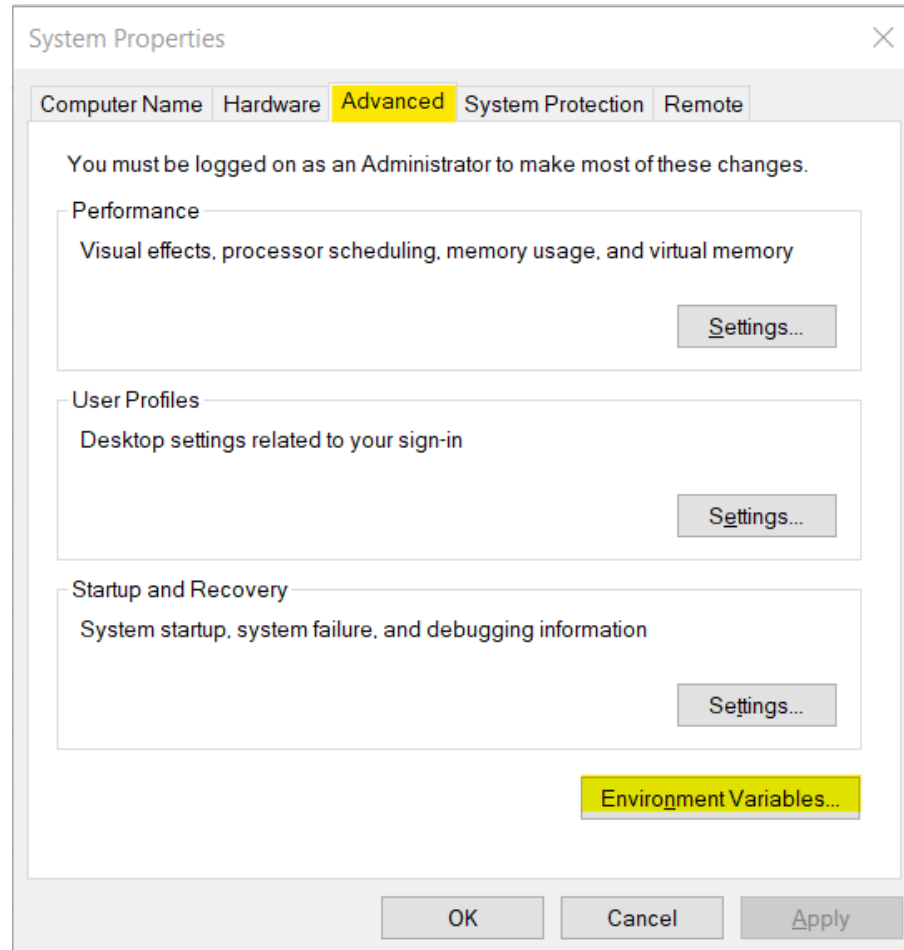 System Properties
Computer Name Hardware Advanced System Protection Remote
You must be logged on as an Administrator to make most of these changes.
Performance
Visual effects, processor scheduling, memory usage, and virtual memory
Settings...
User Profiles
Desktop settings related to your sign-in
Settings...
Startup and Recovery
System startup, system failure, and debugging information
Settings...
Environment Variables...
OK Cancel Apply